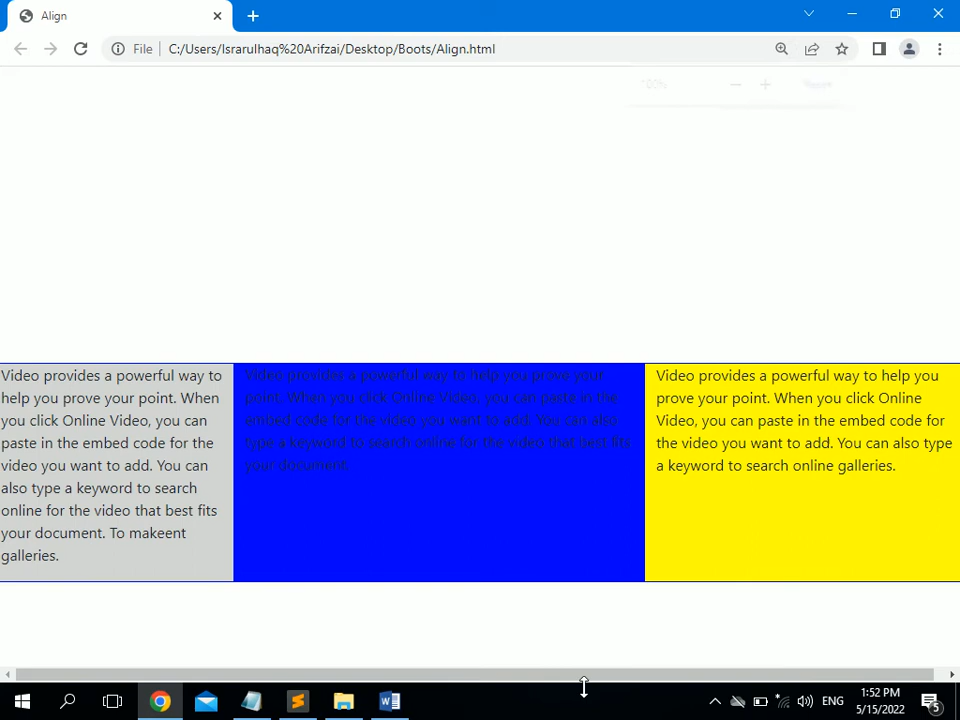 Align
File
C:/Users/Israrulhaq%20Arifzai/Desktop/Boots/Align.html
Video provides a powerful way to
help you prove your point. When
you click Online Video, you can
paste in the embed code for the
video you want to add. You can
also type a keyword to search
online for the video that best fits
your document. To makeent
galleries.
Video provides a powerful way to help you prove your
point. When you click Online Video, you can paste in the
embed code for the video you want to add. You can also
type a keyword to search online for the video that best fits
your document.
Video provides a powerful way to help you
prove your point. When you click Online
Video, you can paste in the embed code for
the video you want to add. You can also type
a keyword to search online galleries.
ENG
1:52 PM
5/15/2022
5